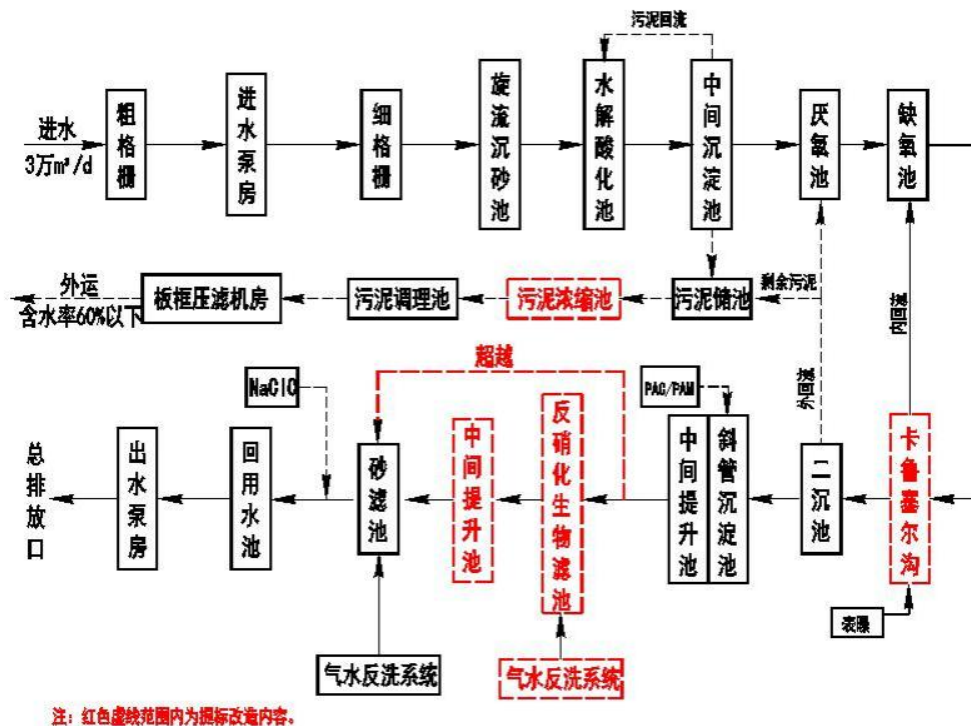 污泥回流
进水
3万m³/d
粗格栅
进水泵房
细格栅
旋流沉砂池
水解酸化池
中间沉淀池
厌氧池
缺氧池
外运
含水率60%以下
板框压滤机房
污泥调理池
污泥浓缩池
污泥储池
剩余污泥
内回流
超越
NaClO
PAC/PAM
外回流
总排放口
出水泵房
回用水池
砂滤池
中间提升池
反硝化生物滤池
中间提升池
斜管沉淀池
二沉池
卡鲁塞尔沟
表曝
气水反洗系统
气水反洗系统
注：红色虚线范围内为提标改造内容。